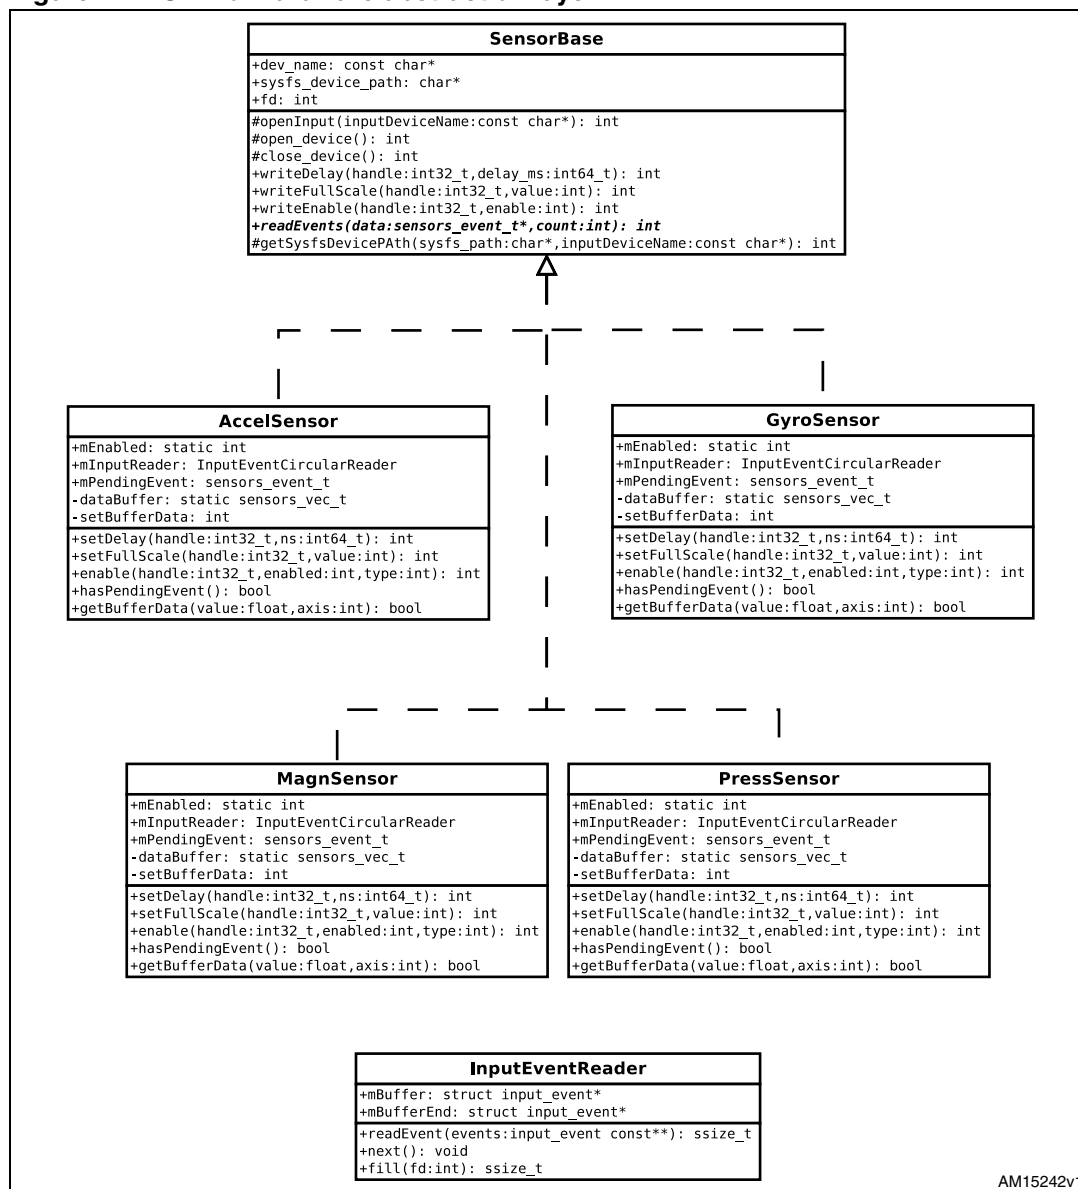 Figure abstraction layer
SensorBase
+dev_name: const char*
+sysfs_device_path: char*
+fd: int
#openInput(inputDeviceName:const char*): int
#open_device(): int
#close_device(): int
+writeDelay(handle:int32_t,delay_ms:int64_t): int
+writeFullScale(handle:int32_t,value:int): int
+writeEnable(handle:int32_t,enable:int): int
+readEvents(data:sensors_event_t*,count:int): int
#getSysfsDevicePAth(sysfs_path:char*,inputDeviceName:const char*): int
AccelSensor
+mEnabled: static int
+mInputReader: InputEventCircularReader
+mPendingEvent: sensors_event_t
-dataBuffer: static sensors_vec_t
-setBufferData: int
+setDelay(handle:int32_t,ns:int64_t): int
+setFullScale(handle:int32_t,value:int): int
+enable(handle:int32_t,enabled:int,type:int): int
+hasPendingEvent(): bool
+getBufferData(value:float,axis:int): bool
GyroSensor
+mEnabled: static int
+mInputReader: InputEventCircularReader
+mPendingEvent: sensors_event_t
-dataBuffer: static sensors_vec_t
-setBufferData: int
+setDelay(handle:int32_t,ns:int64_t): int
+setFullScale(handle:int32_t,value:int): int
+enable(handle:int32_t,enabled:int,type:int): int
+hasPendingEvent(): bool
+getBufferData(value:float,axis:int): bool
MagnSensor
+mEnabled: static int
+mInputReader: InputEventCircularReader
+mPendingEvent: sensors_event_t
-dataBuffer: static sensors_vec_t
-setBufferData: int
+setDelay(handle:int32_t,ns:int64_t): int
+setFullScale(handle:int32_t,value:int): int
+enable(handle:int32_t,enabled:int,type:int): int
+hasPendingEvent(): bool
+getBufferData(value:float,axis:int): bool
PressSensor
+mEnabled: static int
+mInputReader: InputEventCircularReader
+mPendingEvent: sensors_event_t
-dataBuffer: static sensors_vec_t
-setBufferData: int
+setDelay(handle:int32_t,ns:int64_t): int
+setFullScale(handle:int32_t,value:int): int
+enable(handle:int32_t,enabled:int,type:int): int
+hasPendingEvent(): bool
+getBufferData(value:float,axis:int): bool
InputEventReader
+mBuffer: struct input_event*
+mBufferEnd: struct input_event*
+readEvent(events:input_event const**): ssize_t
+next(): void
+fill(fd:int): ssize_t
AM15242v1